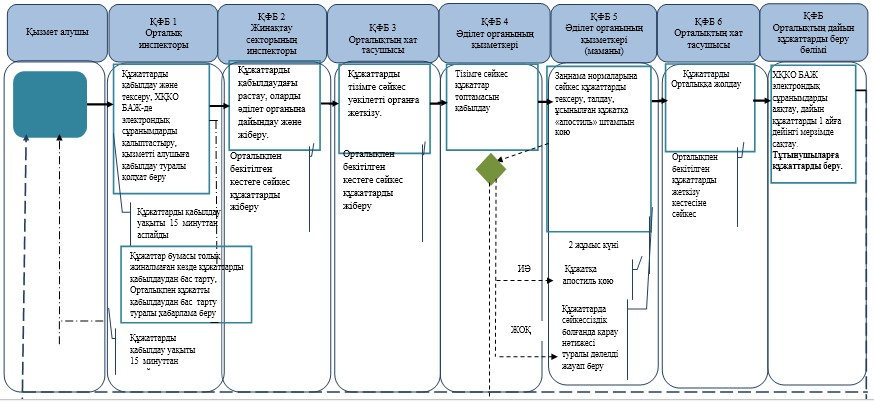 Қызмет алушы
ҚФБ 1
Орталық
инспекторы
ҚФБ 2
Жинақтау
секторының
инспекторы
ҚФБ 3
Орталықтың хат
тасушысы
ҚФБ 4
Әділет органының
қызметкері
ҚФБ 5
Әділет органының
қызметкері
(маманы)
ҚФБ 6
Орталықтың хат
тасушысы
ҚФБ
Орталықтың дайын
құжаттарды беру
бөлімі
Құжаттарды
қабылдау және
тексеру, ХҚКО
БАЖ-де
электрондық
сұранымдарды
қалыптастыру,
қызметті алушыға
қабылдау туралы
қолхат беру
Құжаттарды қабылдау
уақыты 15 минуттан
аспайды
Құжаттар бумасы толық
жиналмаған кезде құжаттарды
қабылдаудан бас тарту,
Орталықпен құжатты
қабылдаудан бас тарту
туралы қабарлама беру
Құжаттарды
қабылдау уақыты
15 минуттан
Құжаттарды
қабылдаудағы
растау, оларды
әділет органына
дайындау және
жіберу.
Орталықпен
бекітілген
кестеге сәйкес
құжаттарды
жіберу
Құжаттарды
тізімге сәйкес
уәкілетті органға
жеткізу.
Орталықпен
бекітілген
кестеге сәйкес
құжаттарды
жіберу
Тізімге сәйкес
құжаттар
топтамасын
қабылдау
ИӘ
ЖОҚ
Заңнама нормаларына
сәйкес құжаттарды
тексеру, талдау,
ұсынылған құжатқа
«апостиль» штампын
қою
2 жұмыс күні
Құжатқа
апостиль қою
Құжаттарда
сәйкессіздік
болғанда қарау
нәтижесі
туралы дәлелді
жауап беру
Құжаттарды
Орталыққа жолдау
Орталықпен
бекітілген
құжаттарды
жеткізу
кестесіне
сәйкес
ХҚКО БАЖ
электрондық
сұранымдарды
аяқтау, дайын
құжаттарды 1 айға
дейінгі мерзімде
сақтау.
Тұтынушыларға
құжаттарды беру.